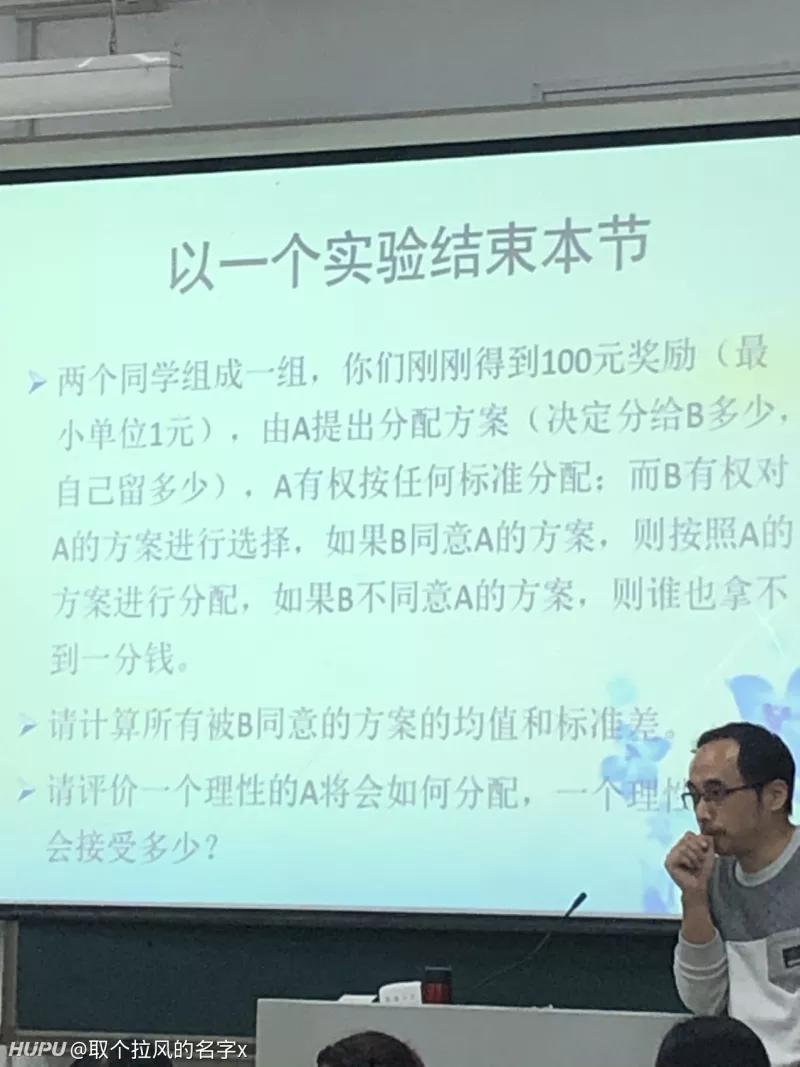 以一个实验结束本节
两个同学组成一组，你们刚刚得到100元奖励（最
小单位1元），由A提出分配方案（决定分给B多少，
自己留多少），A有权按任何标准分配；而B有权对
A的方案进行选择，如果B同意A的方案，则按照A的
方案进行分配，如果B不同意A的方案，则谁也拿不
到一分钱。
请计算所有被B同意的方案的均值和标准差。
请评价一个理性的A将会如何分配，一个理性
会接受多少？
HUPU @取个拉风的名字x